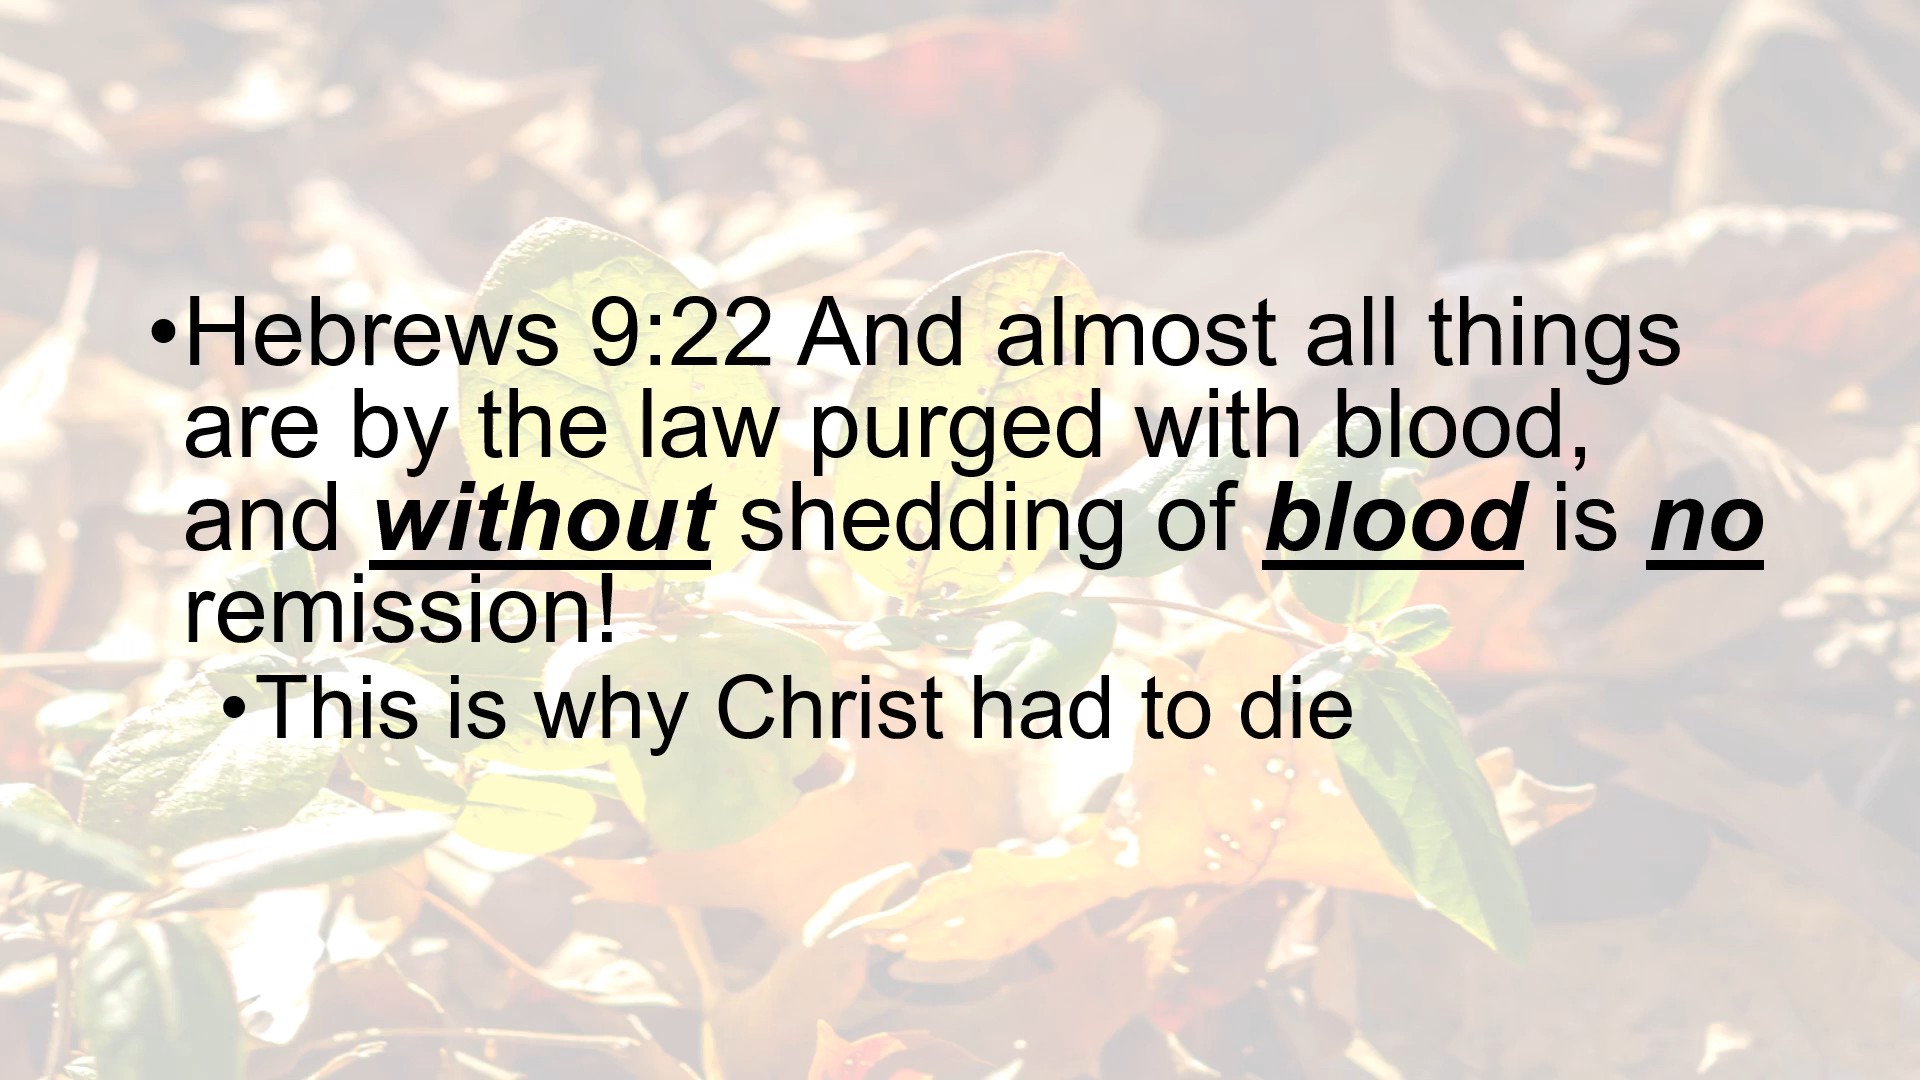 •Hebrews 9:22 And almost all things
are by the law purged with blood,
and without shedding of blood is no
remission!
•This is why Christ had to die